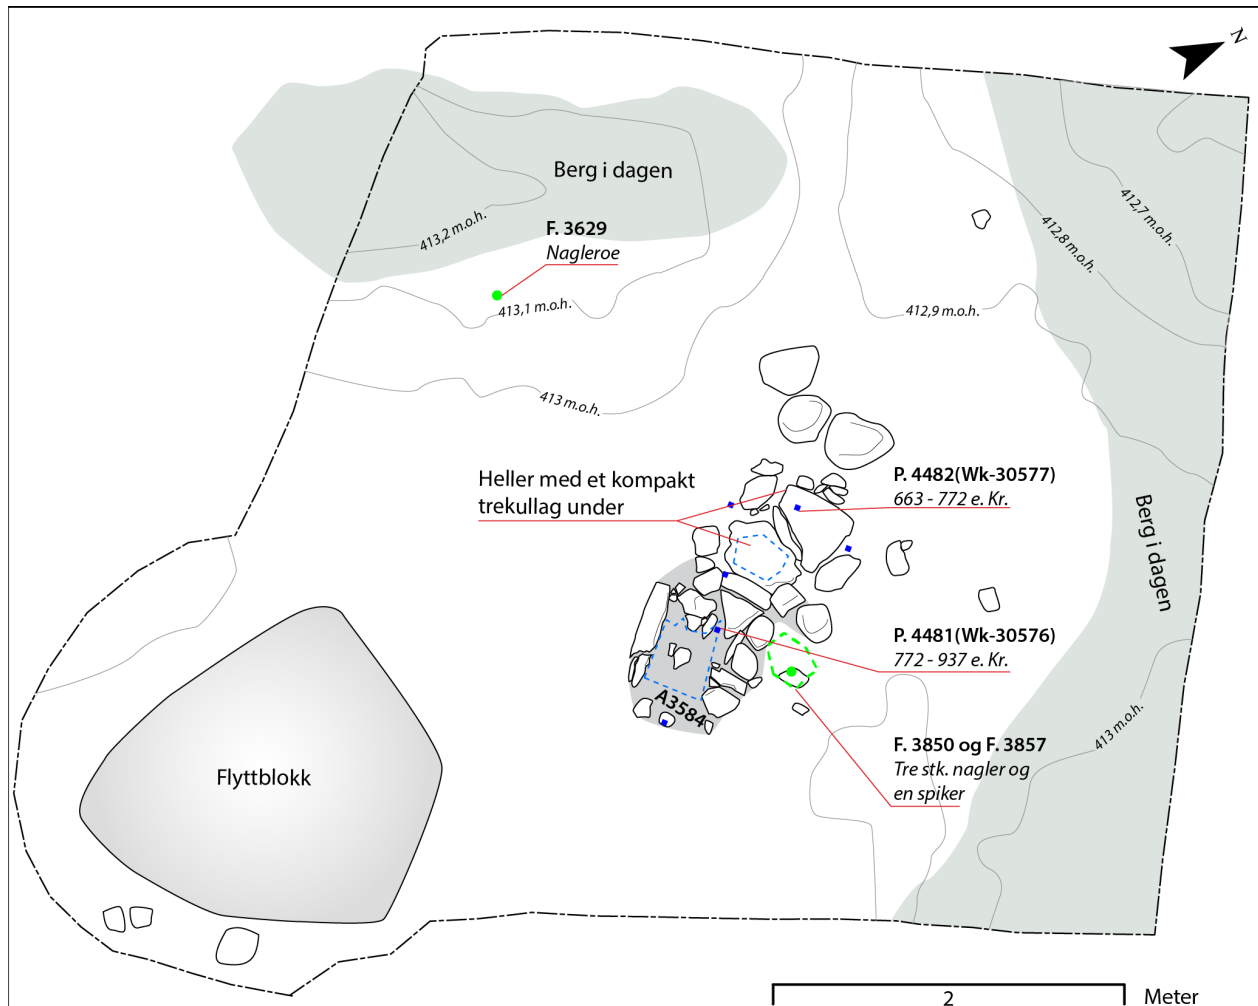 N
Berg i dagen
413,2 m.o.h.
F. 3629
Nagleroe
413,1 m.o.h.
412,7 m.o.h.
412,8 m.o.h.
412,9 m.o.h.
413 m.o.h.
Heller med et kompakt
trekullag under
P. 4482(Wk-30577)
663 - 772 e. Kr.
Berg i dagen
P. 4481(Wk-30576)
772 - 937 e. Kr.
A3584
413 m.o.h.
F. 3850 og F. 3857
Tre stk. nagler og
en spiker
Flyttblokk
2 Meter